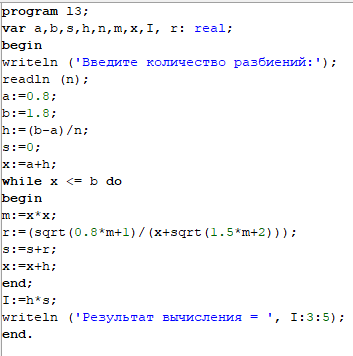 program l3;
var a,b,s,h,n,m,x,I, r: real;
begin
writeln ('Введите количество разбиений:');
readln (n);
a:=0.8;
b:=1.8;
h:=(b-a)/n;
s:=0;
x:=a+h;
while x <= b do
begin
m:=x*x;
r:=(sqrt(0.8*m+1)/(x+sqrt(1.5*m+2)));
s:=s+r;
x:=x+h;
end;
I:=h*s;
writeln ('Результат вычисления = ', I:3:5);
end.